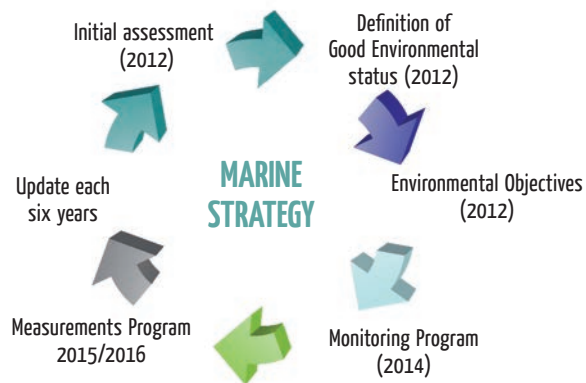 Initial assessment
(2012)
Definition of
Good Environmental
status (2012)
Environmental Objectives
(2012)
Monitoring Program
(2014)
Measurements Program
2015/2016
Update each
six years
MARINE
STRATEGY